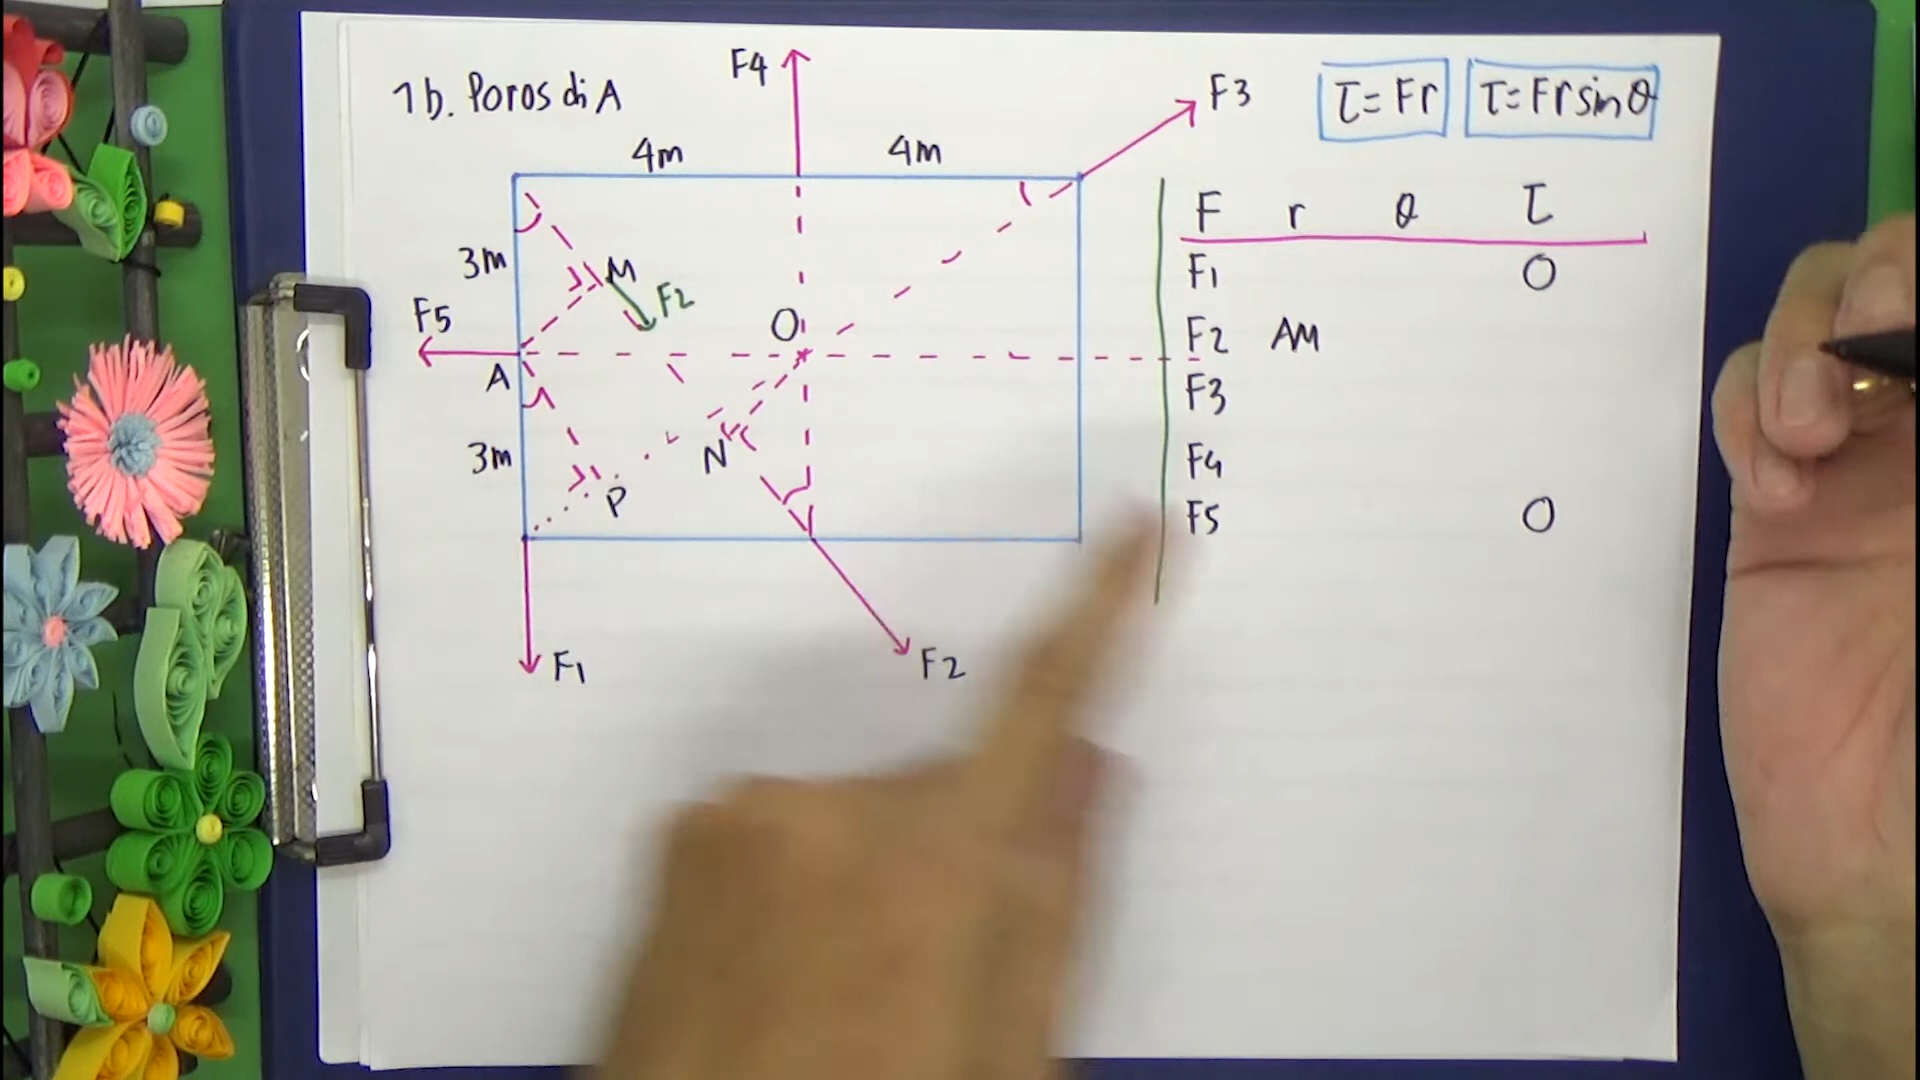 1b. Poros di A
F4
F3
τ = Fr
τ = Fr sin θ
4m
4m
3m
M
F2
F5
O
A
3m
N
P
F1
F2
F r θ τ
F1 0
F2 AM
F3
F4
F5 0